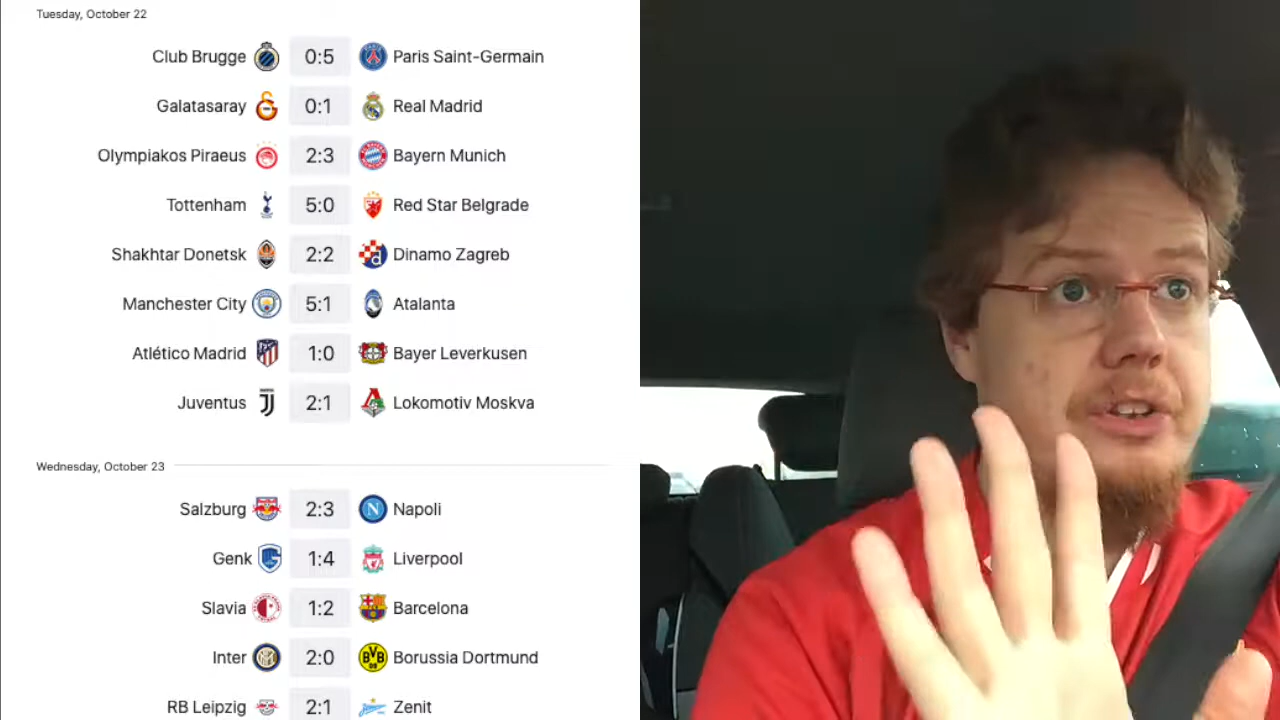 Tuesday, October 22
Club Brugge 0:5 Paris Saint-Germain
Galatasaray 0:1 Real Madrid
Olympiakos Piraeus 2:3 Bayern Munich
Tottenham 5:0 Red Star Belgrade
Shakhtar Donetsk 2:2 Dinamo Zagreb
Manchester City 5:1 Atalanta
Atlético Madrid 1:0 Bayer Leverkusen
Juventus 2:1 Lokomotiv Moskva
Wednesday, October 23
Salzburg 2:3 Napoli
Genk 1:4 Liverpool
Slavia 1:2 Barcelona
Inter 2:0 Borussia Dortmund
RB Leipzig 2:1 Zenit